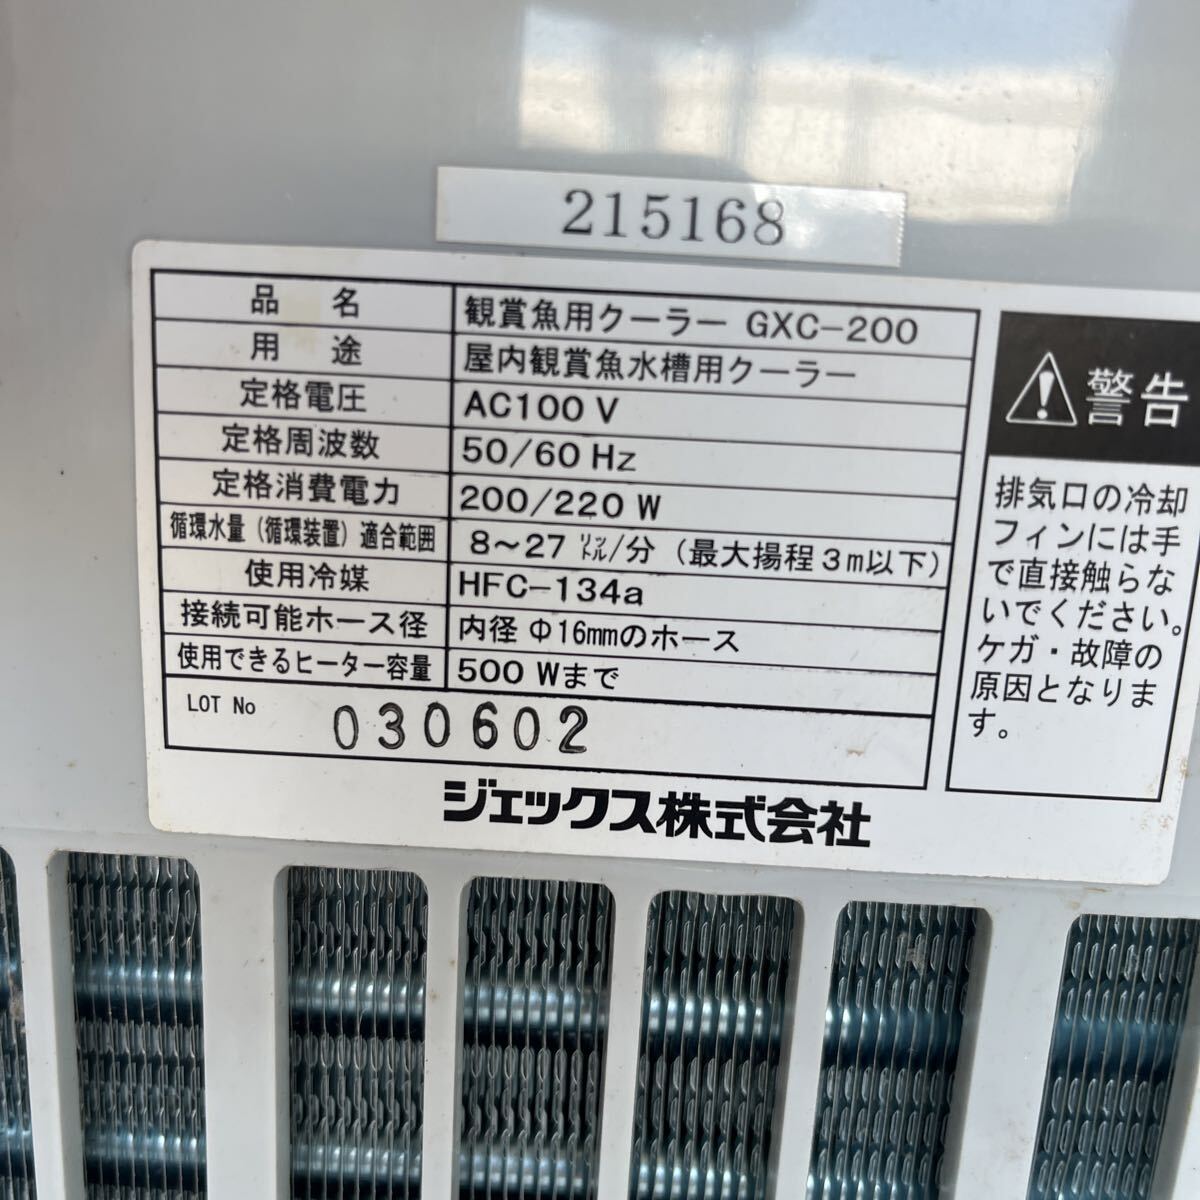 215168
品 名 観賞魚用クーラー GXC-200
用 途 屋内観賞魚水槽用クーラー
定格電圧 AC100V
定格周波数 50/60Hz
定格消費電力 200/220W
循環水量(循環装置)適合範囲 8〜27㍑/分(最大揚程3m以下)
使用冷媒 HFC-134a
接続可能ホース径 内径 Φ16㎜のホース
使用できるヒーター容量 500Wまで
LOT No 030602
ジェックス株式会社
警告
排気口の冷却
フィンには手
で直接触らな
いでください。
ケガ・故障の
原因となりま
す。